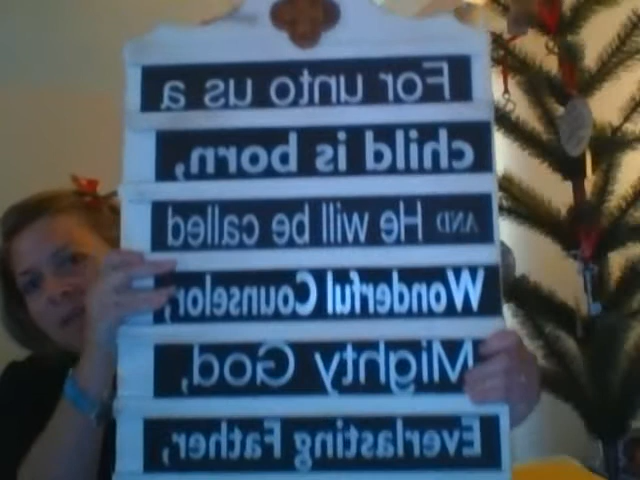 For unto us a
child is born,
AND He will be called
Wonderful Counselor,
Mighty God,
Everlasting Father,